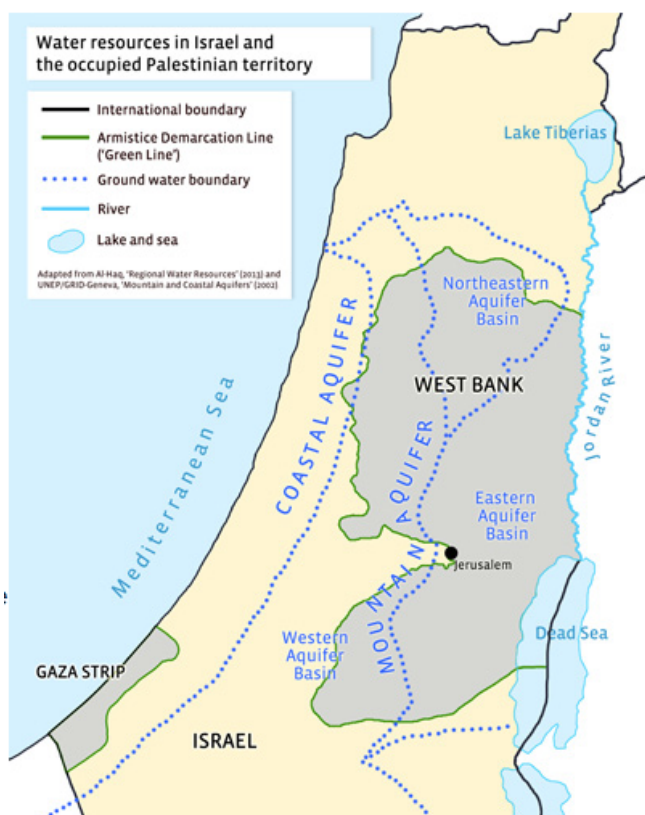 Water resources in Israel and
the occupied Palestinian territory
International boundary
Armistice Demarcation Line
('Green Line')
Ground water boundary
River
Lake and sea
Adapted from Al-Haq, 'Regional Water Resources' (2013) and
UNEP/GRID-Geneva, 'Mountain and Coastal Aquifers' (2002)
Lake Tiberias
Northeastern
Aquifer
Basin
COASTAL AQUIFER
WEST BANK
Jordan River
Mediterranean Sea
MOUNTAIN AQUIFER
Eastern
Aquifer
Basin
Jerusalem
Western
Aquifer
Basin
Dead Sea
GAZA STRIP
ISRAEL